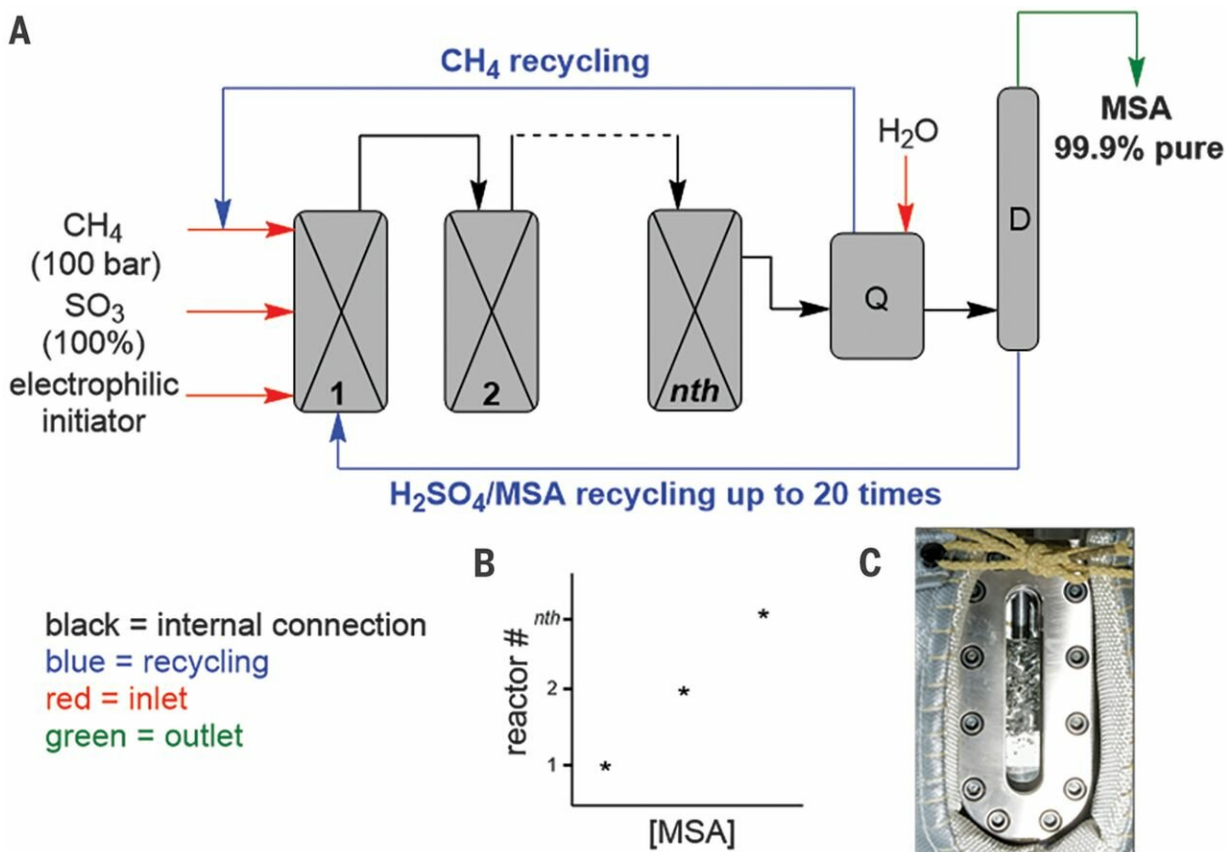 A
CH₄ recycling
H₂O
MSA
99.9% pure
CH₄
(100 bar)
SO₃
(100%)
electrophilic
initiator
1
2
nth
Q
D
H₂SO₄/MSA recycling up to 20 times
black = internal connection
blue = recycling
red = inlet
green = outlet
B
reactor #
nth
2
1
[MSA]
C